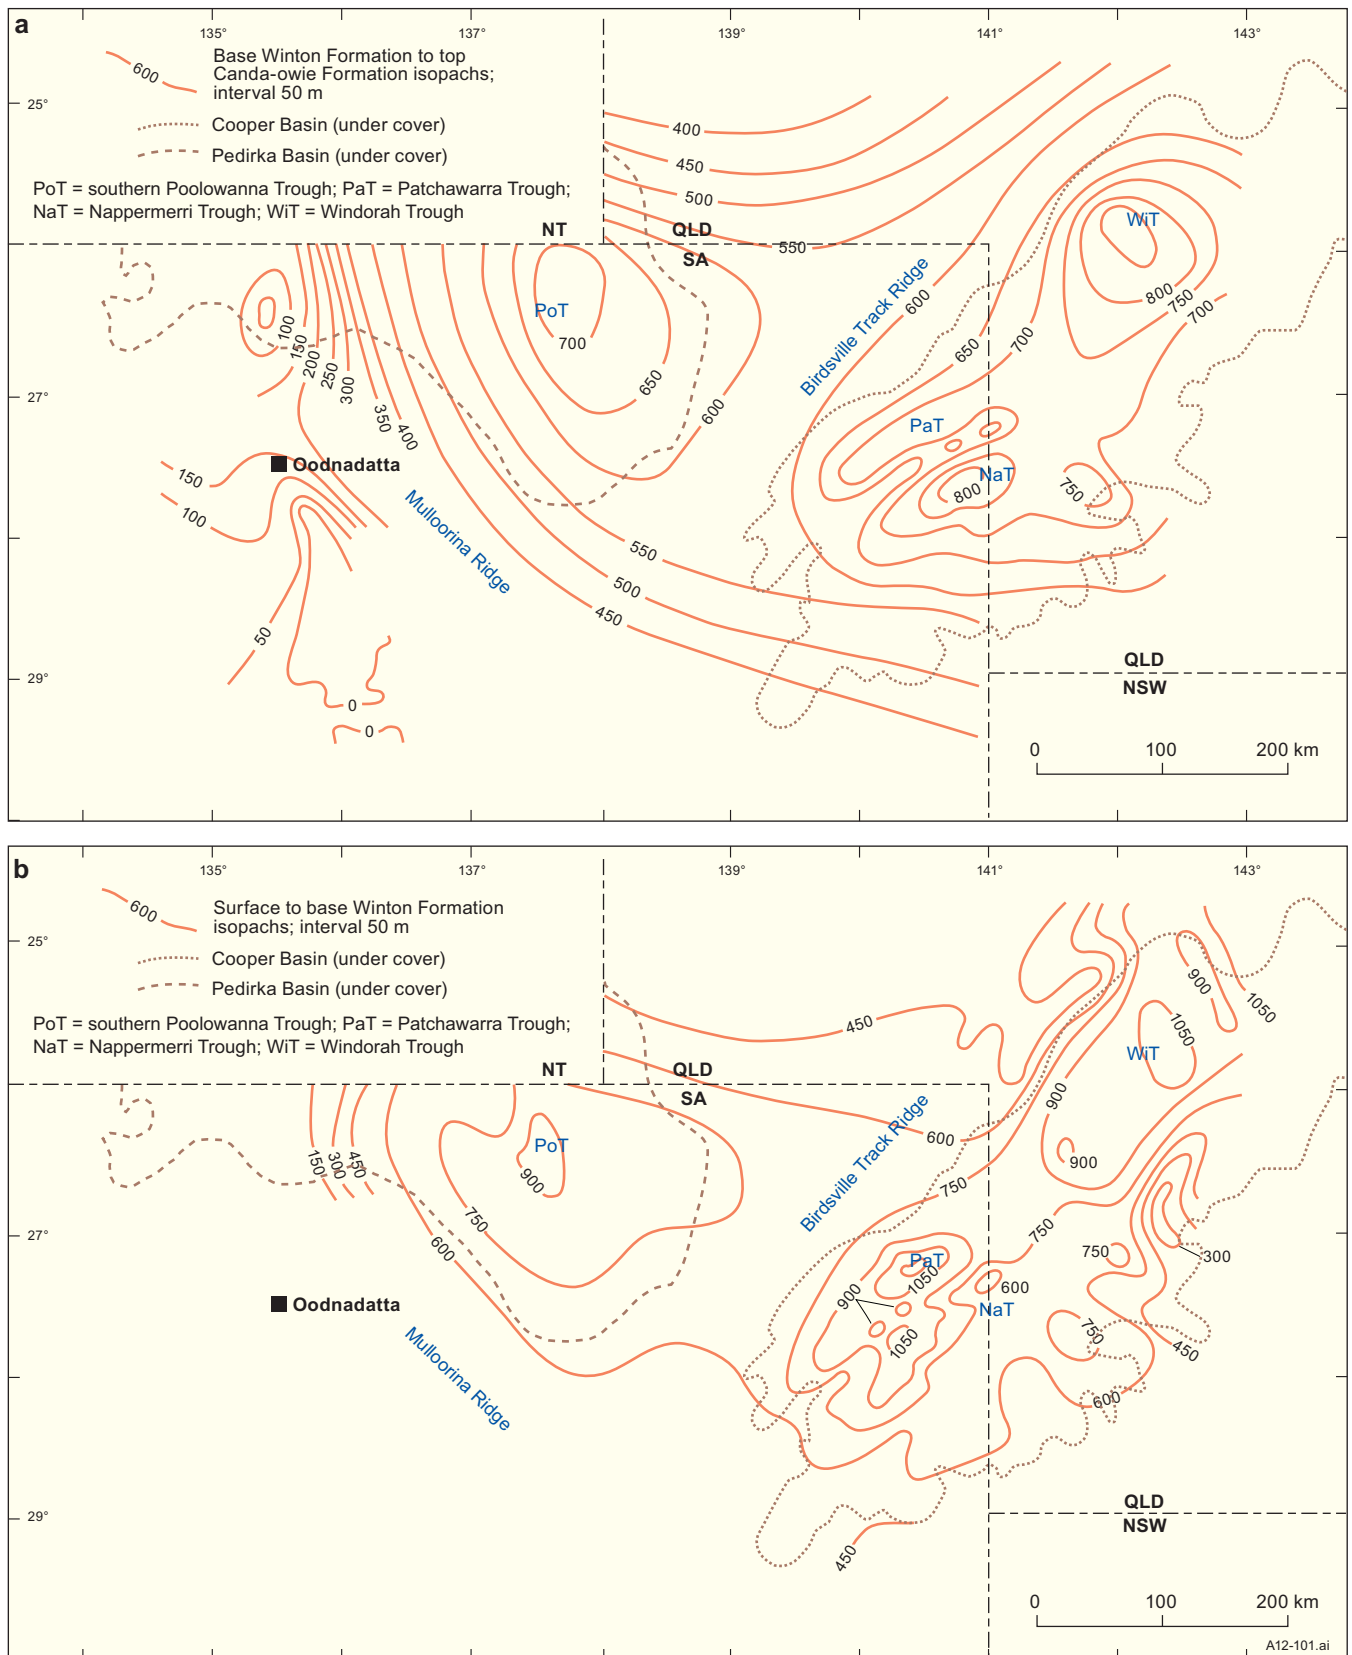 a
135°
137°
139°
141°
143°
600
Base Winton Formation to top
Canda-owie Formation isopachs;
interval 50 m
25°
Cooper Basin (under cover)
Pedirka Basin (under cover)
PoT = southern Poolowanna Trough; PaT = Patchawarra Trough;
NaT = Nappermerri Trough; WiT = Windorah Trough
400
450
500
550
NT
QLD
SA
WiT
800
750
700
PoT
700
650
600
Birdsville Track Ridge
600
650
700
100
150
200
250
300
350
400
27°
PaT
NaT
800
750
Oodnadatta
150
100
Mulloorina Ridge
550
500
450
50
29°
0
0
QLD
NSW
0 100 200 km
b
135°
137°
139°
141°
143°
600
Surface to base Winton Formation
isopachs; interval 50 m
25°
Cooper Basin (under cover)
Pedirka Basin (under cover)
PoT = southern Poolowanna Trough; PaT = Patchawarra Trough;
NaT = Nappermerri Trough; WiT = Windorah Trough
450
900
1050
1050
WiT
NT
QLD
SA
900
Birdsville Track Ridge
600
PoT
900
150
300
450
900
750
750
600
27°
750
750
300
PaT
1050
900
600
NaT
1050
750
450
Oodnadatta
Mulloorina Ridge
600
29°
450
QLD
NSW
0 100 200 km
A12-101.ai